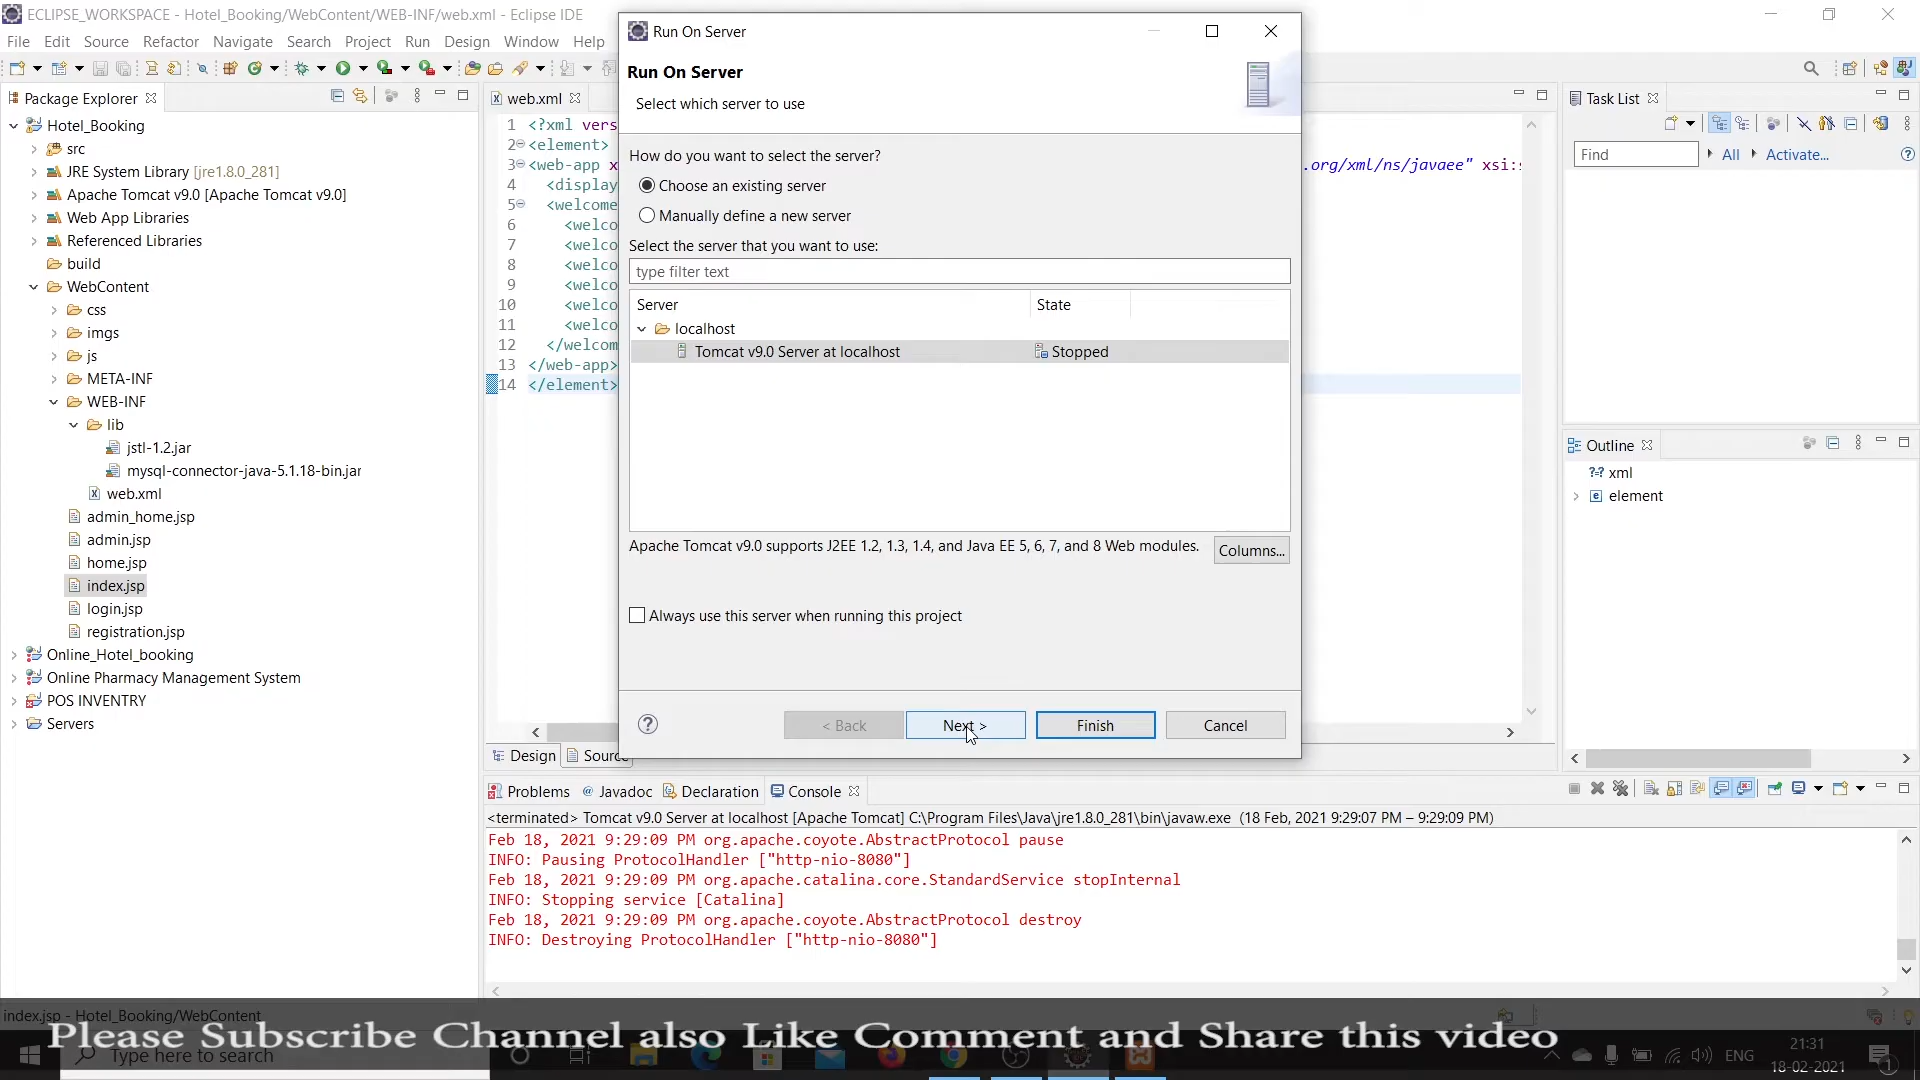 ECLIPSE_WORKSPACE - Hotel_Booking/WebContent/WEB-INF/web.xml - Eclipse IDE
File Edit Source Refactor Navigate Search Project Run Design Window Help
Package Explorer
Hotel_Booking
src
JRE System Library [jre1.8.0_281]
Apache Tomcat v9.0 [Apache Tomcat v9.0]
Web App Libraries
Referenced Libraries
build
WebContent
css
imgs
js
META-INF
WEB-INF
lib
jstl-1.2.jar
mysql-connector-java-5.1.18-bin.jar
web.xml
admin_home.jsp
admin.jsp
home.jsp
index.jsp
login.jsp
registration.jsp
Online_Hotel_booking
Online Pharmacy Management System
POS INVENTRY
Servers
web.xml
1 <?xml vers
2 <element>
3 <web-app x
.org/xml/ns/javaee" xsi:s
4 <display
5 <welcome
6 <welco
7 <welco
8 <welco
9 <welco
10 <welco
11 <welco
12 </welcom
13 </web-app>
14 </element>
Design Source
Run On Server
Run On Server
Select which server to use
How do you want to select the server?
Choose an existing server
Manually define a new server
Select the server that you want to use:
type filter text
Server State
localhost
Tomcat v9.0 Server at localhost Stopped
Apache Tomcat v9.0 supports J2EE 1.2, 1.3, 1.4, and Java EE 5, 6, 7, and 8 Web modules.
Columns...
Always use this server when running this project
< Back Next > Finish Cancel
Task List
Find All Activate...
Outline
xml
element
Problems Javadoc Declaration Console
<terminated> Tomcat v9.0 Server at localhost [Apache Tomcat] C:\Program Files\Java\jre1.8.0_281\bin\javaw.exe (18 Feb, 2021 9:29:07 PM – 9:29:09 PM)
Feb 18, 2021 9:29:09 PM org.apache.coyote.AbstractProtocol pause
INFO: Pausing ProtocolHandler ["http-nio-8080"]
Feb 18, 2021 9:29:09 PM org.apache.catalina.core.StandardService stopInternal
INFO: Stopping service [Catalina]
Feb 18, 2021 9:29:09 PM org.apache.coyote.AbstractProtocol destroy
INFO: Destroying ProtocolHandler ["http-nio-8080"]
index.jsp - Hotel_Booking/WebContent
Please Subscribe Channel also Like Comment and Share this video
Type here to search
ENG
21:31
18-02-2021
1